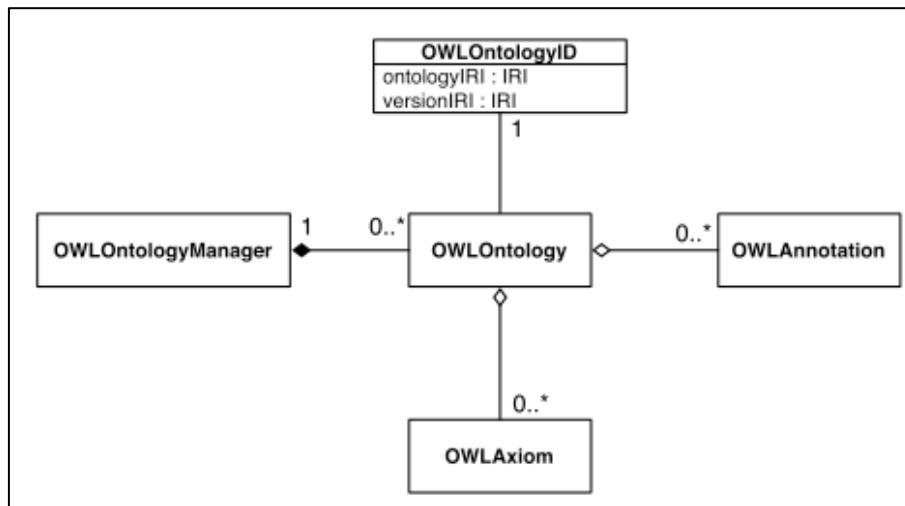 OWLOntologyID
ontologyIRI : IRI
versionIRI : IRI
1
1
0..*
0..*
OWLOntologyManager
OWLOntology
OWLAnnotation
0..*
OWLAxiom